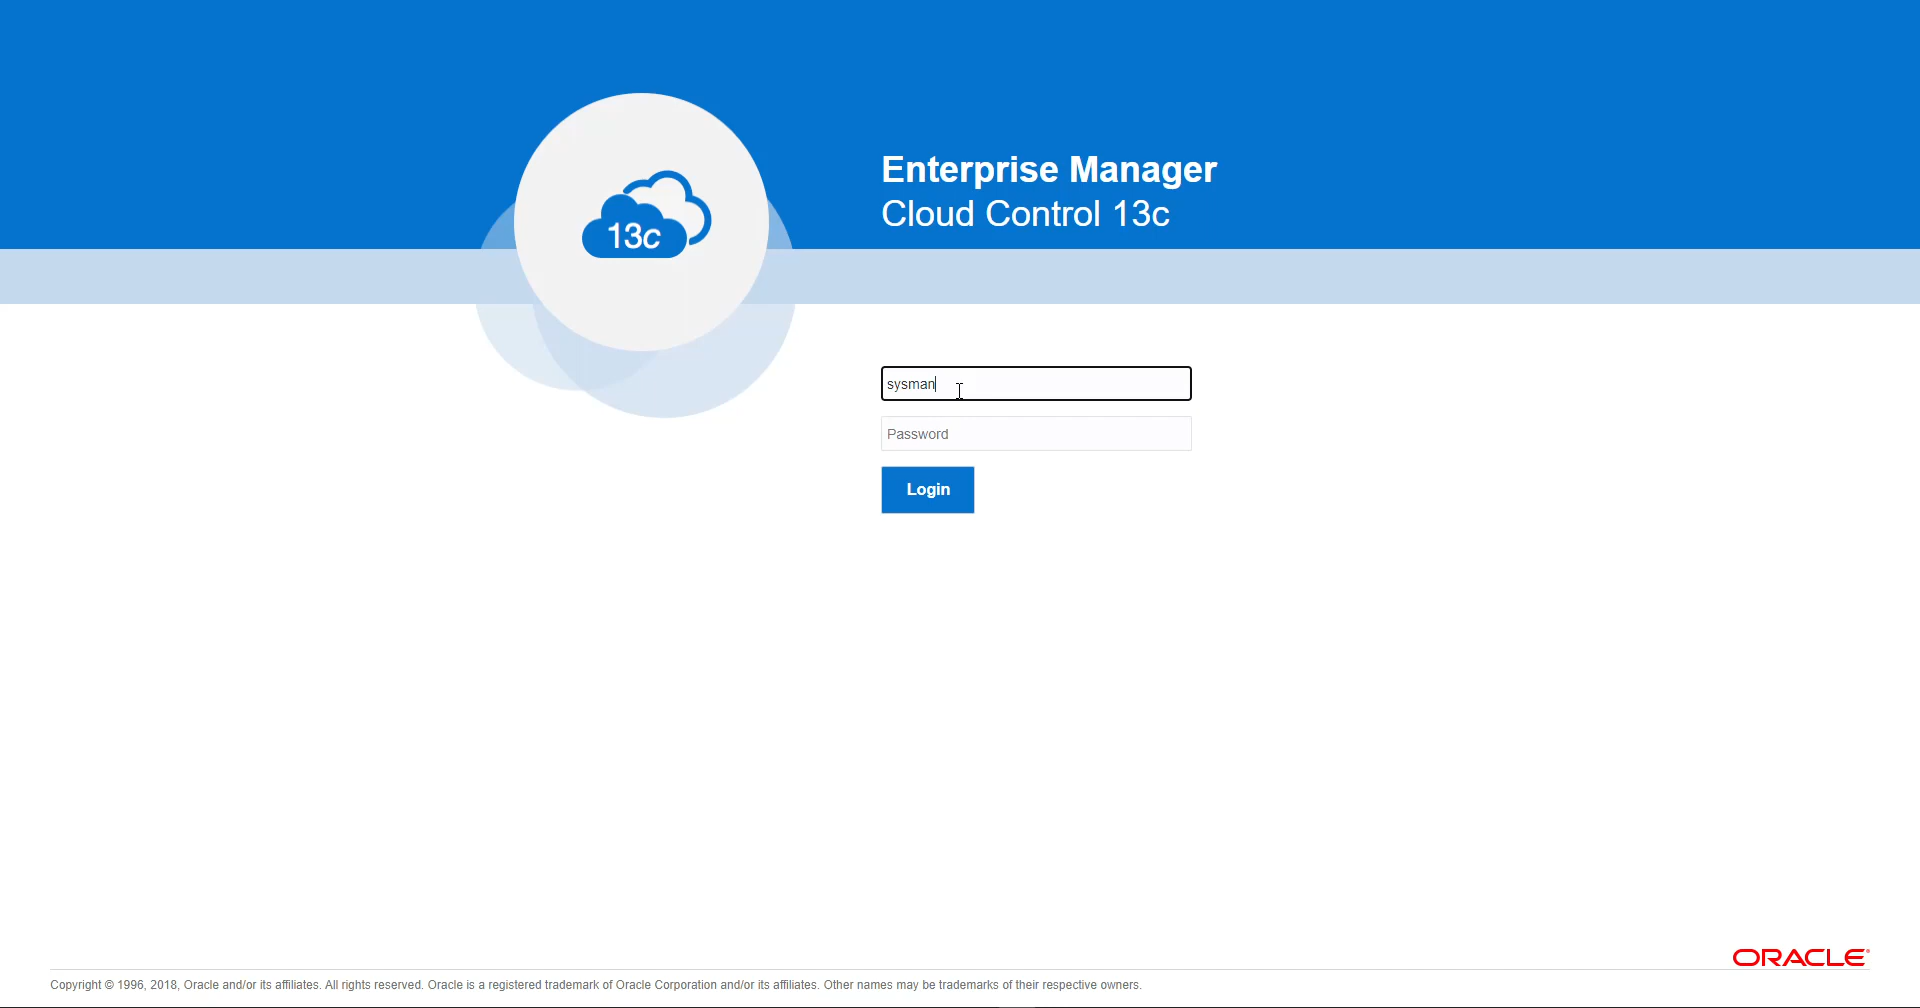 13c
Enterprise Manager
Cloud Control 13c
sysman
Password
Login
ORACLE
Copyright © 1996, 2018, Oracle and/or its affiliates. All rights reserved. Oracle is a registered trademark of Oracle Corporation and/or its affiliates. Other names may be trademarks of their respective owners.